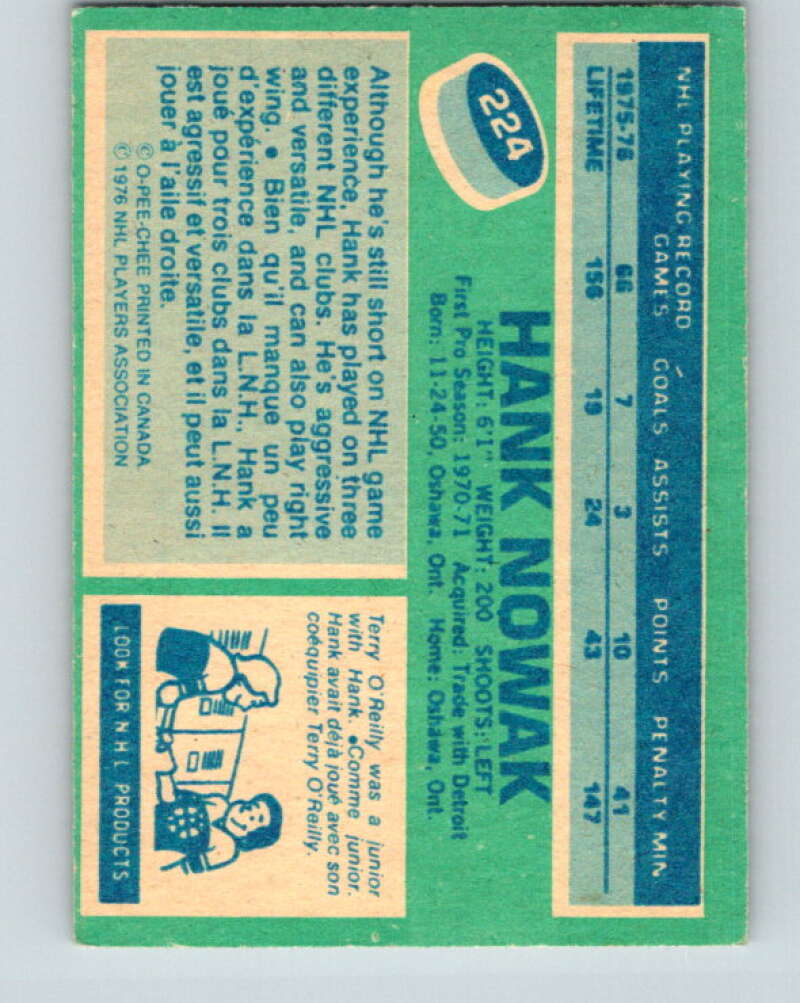 NHL PLAYING RECORD
GAMES GOALS ASSISTS POINTS PENALTY MIN
1975-76 66 7 3 10 41
LIFETIME 156 19 24 43 147
224
HANK NOWAK
HEIGHT: 6'1" WEIGHT: 200 SHOOTS: LEFT
First Pro Season: 1970-71 Acquired: Trade with Detroit
Born: 11-24-50, Oshawa, Ont. Home: Oshawa, Ont.
Although he's still short on NHL game
experience, Hank has played on three
different NHL clubs. He's aggressive
and versatile, and can also play right
wing. • Bien qu'il manque un peu
d'expérience dans la L.N.H., Hank a
joué pour trois clubs dans la L.N.H. Il
est agressif et versatile, et il peut aussi
jouer à l'aile droite.
© O-PEE-CHEE PRINTED IN CANADA
© 1976 NHL PLAYERS ASSOCIATION
Terry O'Reilly was a junior
with Hank. •Comme junior.
Hank avait déjà joué avec son
coéquipier Terry O'Reilly.
LOOK FOR NHL PRODUCTS